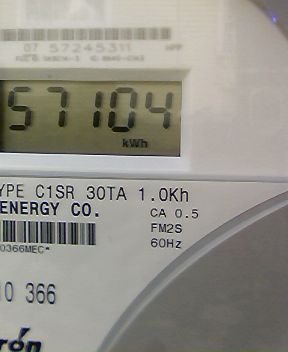 07 57245311
57104
kWh
YPE C1SR 30TA 1.0Kh
ENERGY CO.
CA 0.5
FM2S
60Hz
0366MEC*
10 366
rón